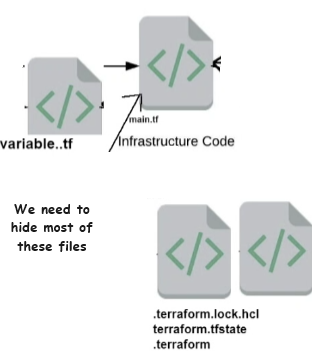 main.tf
variable..tf
Infrastructure Code
We need to
hide most of
these files
.terraform.lock.hcl
terraform.tfstate
.terraform